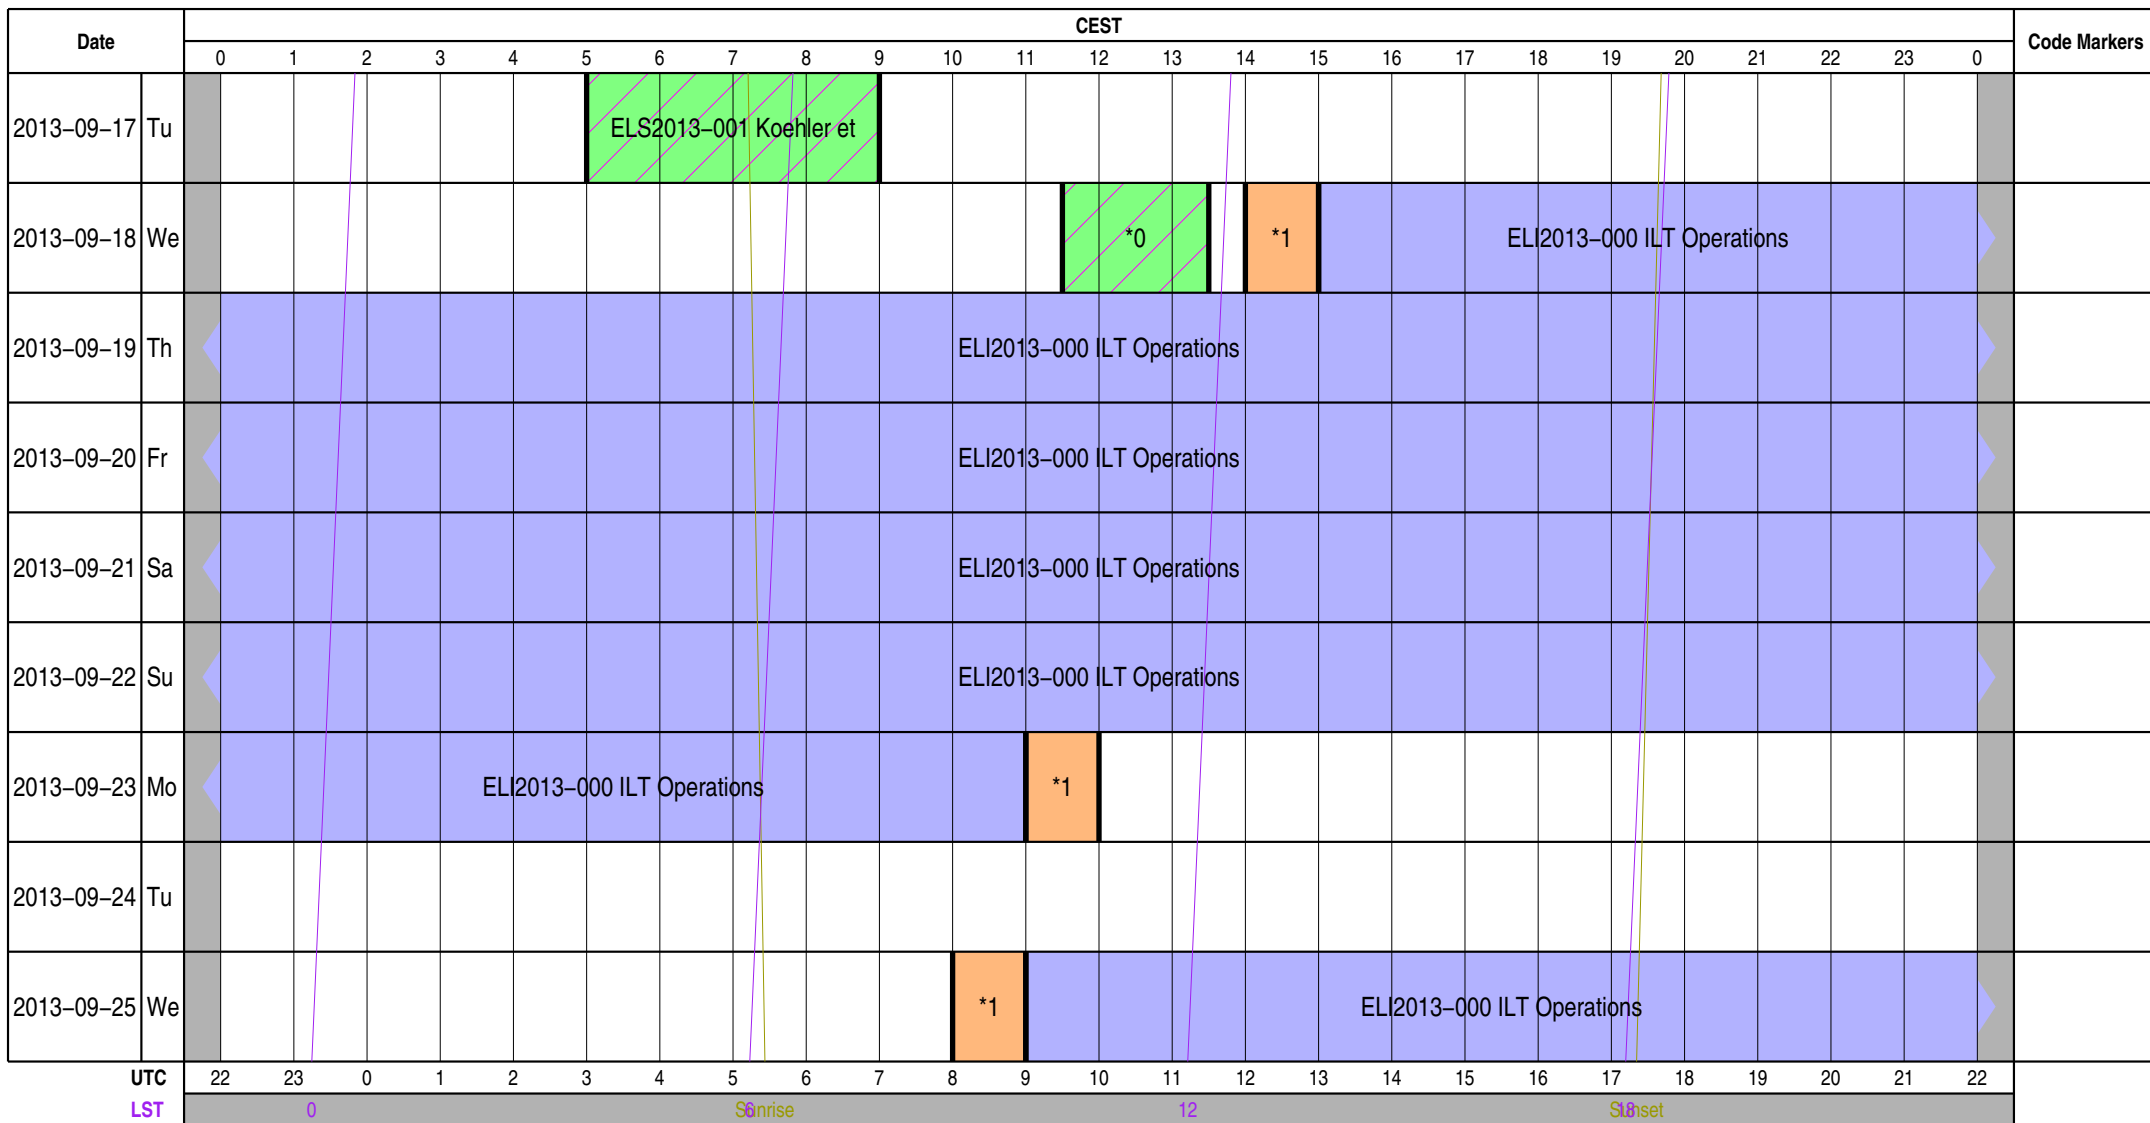 Date
CEST
Code Markers
0 1 2 3 4 5 6 7 8 9 10 11 12 13 14 15 16 17 18 19 20 21 22 23 0
2013−09−17 Tu ELS2013−001 Koehler et
2013−09−18 We *0 *1 ELI2013−000 ILT Operations
2013−09−19 Th ELI2013−000 ILT Operations
2013−09−20 Fr ELI2013−000 ILT Operations
2013−09−21 Sa ELI2013−000 ILT Operations
2013−09−22 Su ELI2013−000 ILT Operations
2013−09−23 Mo ELI2013−000 ILT Operations *1
2013−09−24 Tu
2013−09−25 We *1 ELI2013−000 ILT Operations
UTC 22 23 0 1 2 3 4 5 6 7 8 9 10 11 12 13 14 15 16 17 18 19 20 21 22
LST 0 6 Sunrise 12 18 Sunset